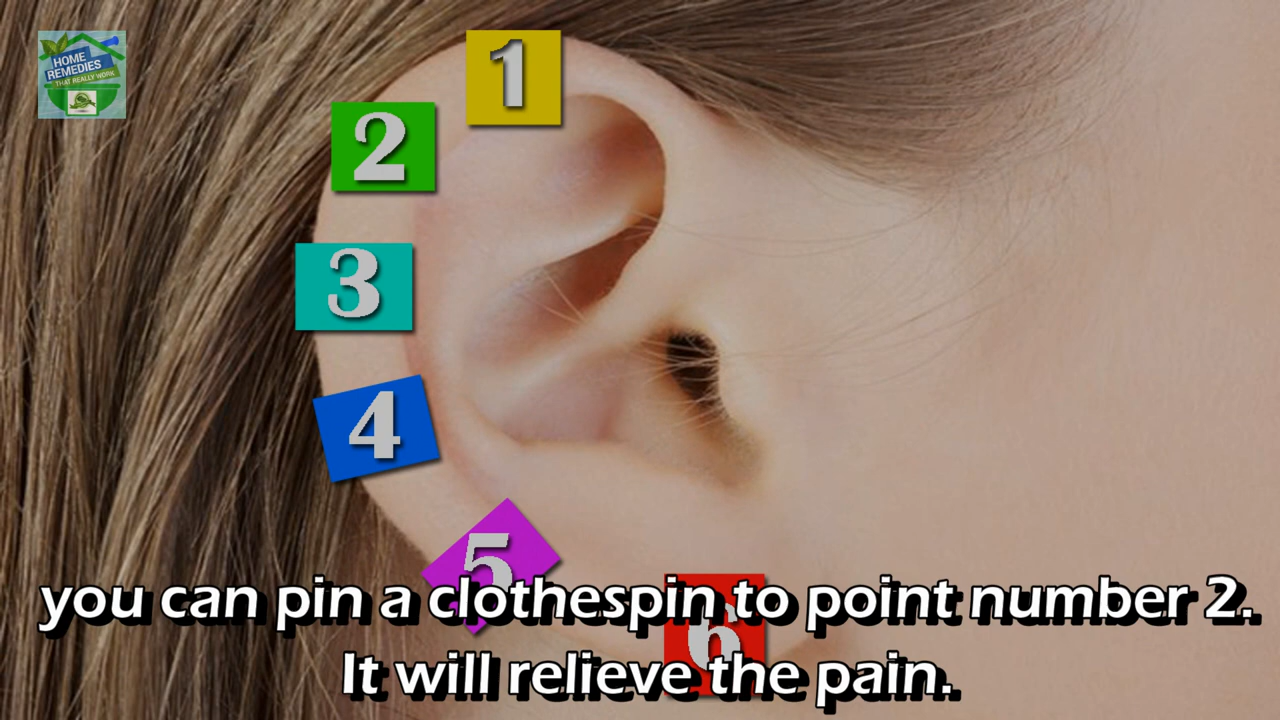 HOME
REMEDIES
THAT REALLY WORK
1
2
3
4
5
6
you can pin a clothespin to point number 2.
It will relieve the pain.